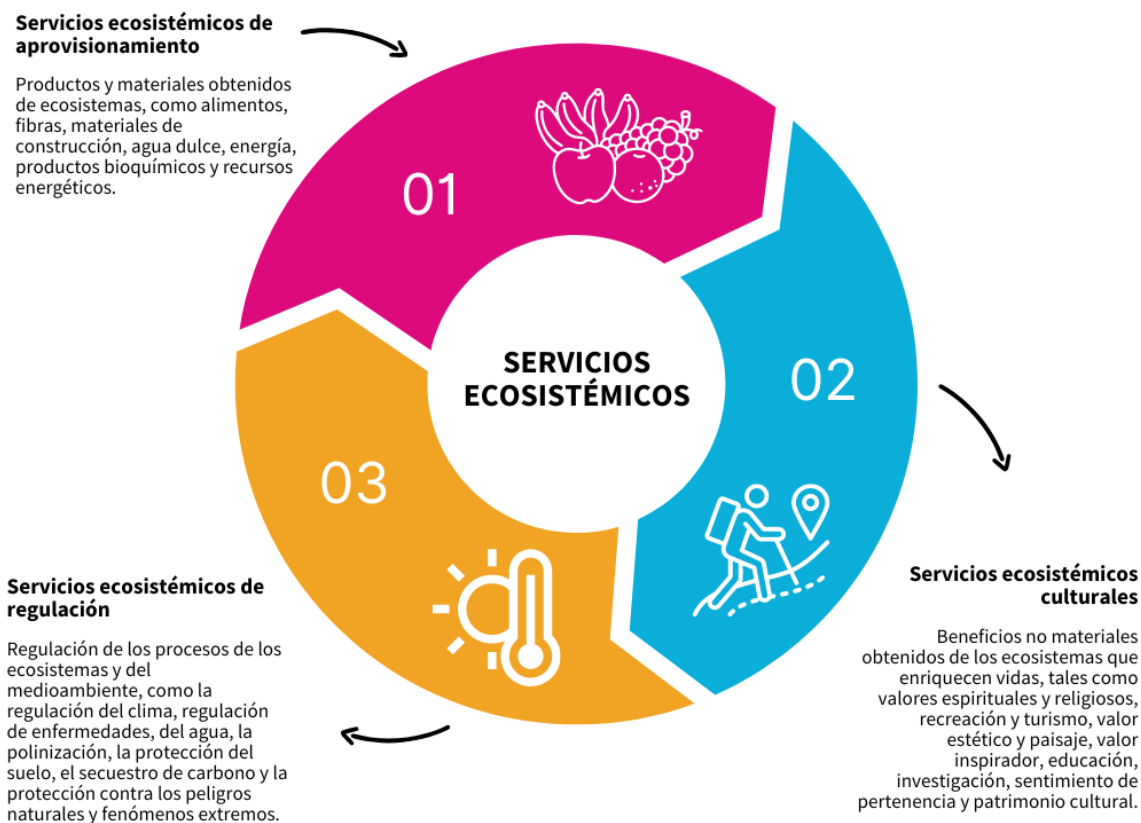 Servicios ecosistémicos de
aprovisionamiento
Productos y materiales obtenidos
de ecosistemas, como alimentos,
fibras, materiales de
construcción, agua dulce, energía,
productos bioquímicos y recursos
energéticos.
01
SERVICIOS
ECOSISTÉMICOS
02
03
Servicios ecosistémicos
culturales
Beneficios no materiales
obtenidos de los ecosistemas que
enriquecen vidas, tales como
valores espirituales y religiosos,
recreación y turismo, valor
estético y paisaje, valor
inspirador, educación,
investigación, sentimiento de
pertenencia y patrimonio cultural.
Servicios ecosistémicos de
regulación
Regulación de los procesos de los
ecosistemas y del
medioambiente, como la
regulación del clima, regulación
de enfermedades, del agua, la
polinización, la protección del
suelo, el secuestro de carbono y la
protección contra los peligros
naturales y fenómenos extremos.